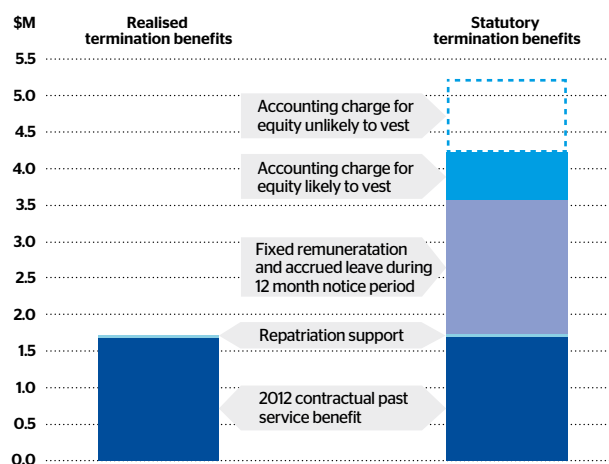 $M
Realised
termination benefits
Statutory
termination benefits
5.5
5.0
4.5
4.0
3.5
3.0
2.5
2.0
1.5
1.0
0.5
0.0
Accounting charge for
equity unlikely to vest
Accounting charge for
equity likely to vest
Fixed remuneratation
and accrued leave during
12 month notice period
Repatriation support
2012 contractual past
service benefit